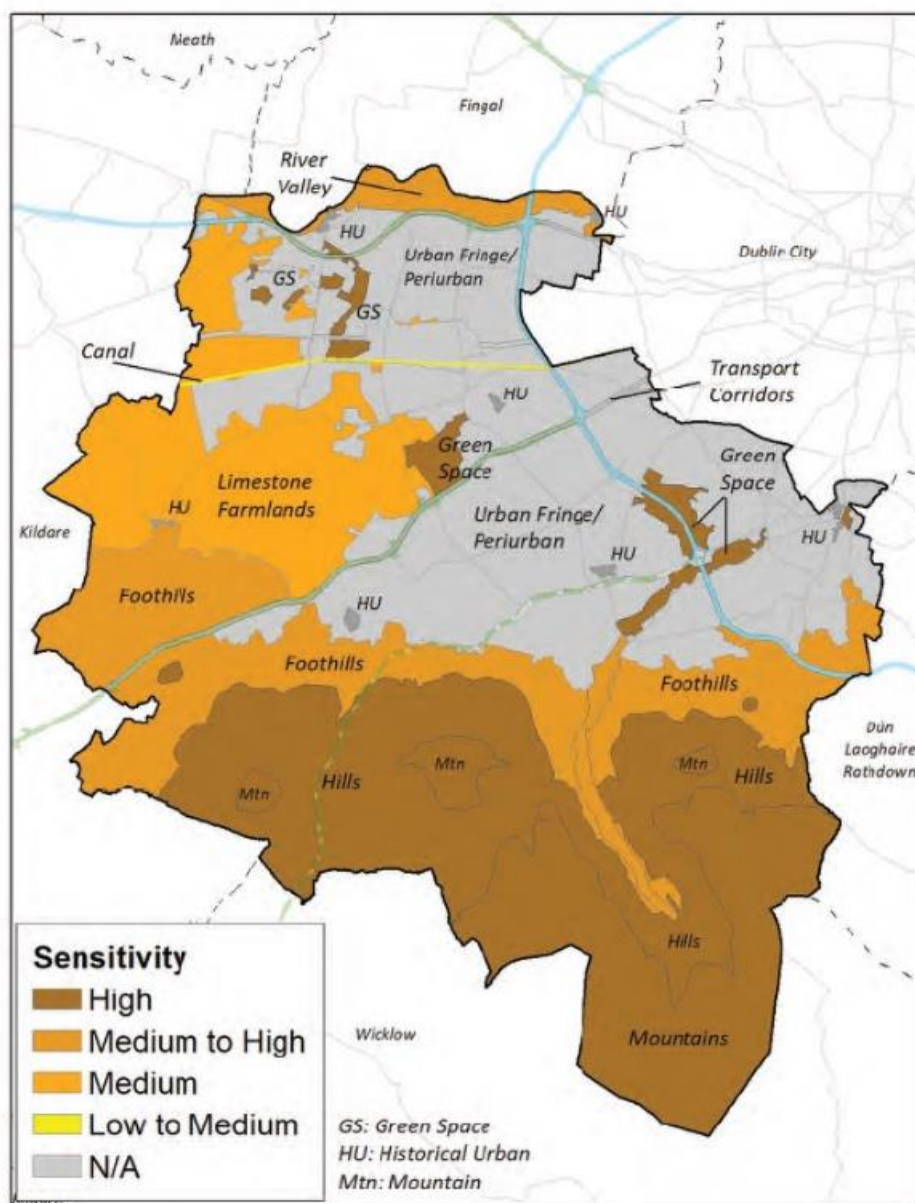 Meath
Fingal
River
Valley
HU
HU
Dublin City
Urban Fringe/
Periurban
GS
GS
Canal
Transport
Corridors
HU
Green
Space
Green
Space
Limestone
Farmlands
HU
Urban Fringe/
Periurban
HU
Kildare
HU
Foothills
HU
Foothills
Foothills
Dún
Laoghaire
Rathdown
Mtn
Hills
Mtn
Mtn
Hills
Hills
Mountains
Wicklow
Sensitivity
High
Medium to High
Medium
Low to Medium
N/A
GS: Green Space
HU: Historical Urban
Mtn: Mountain